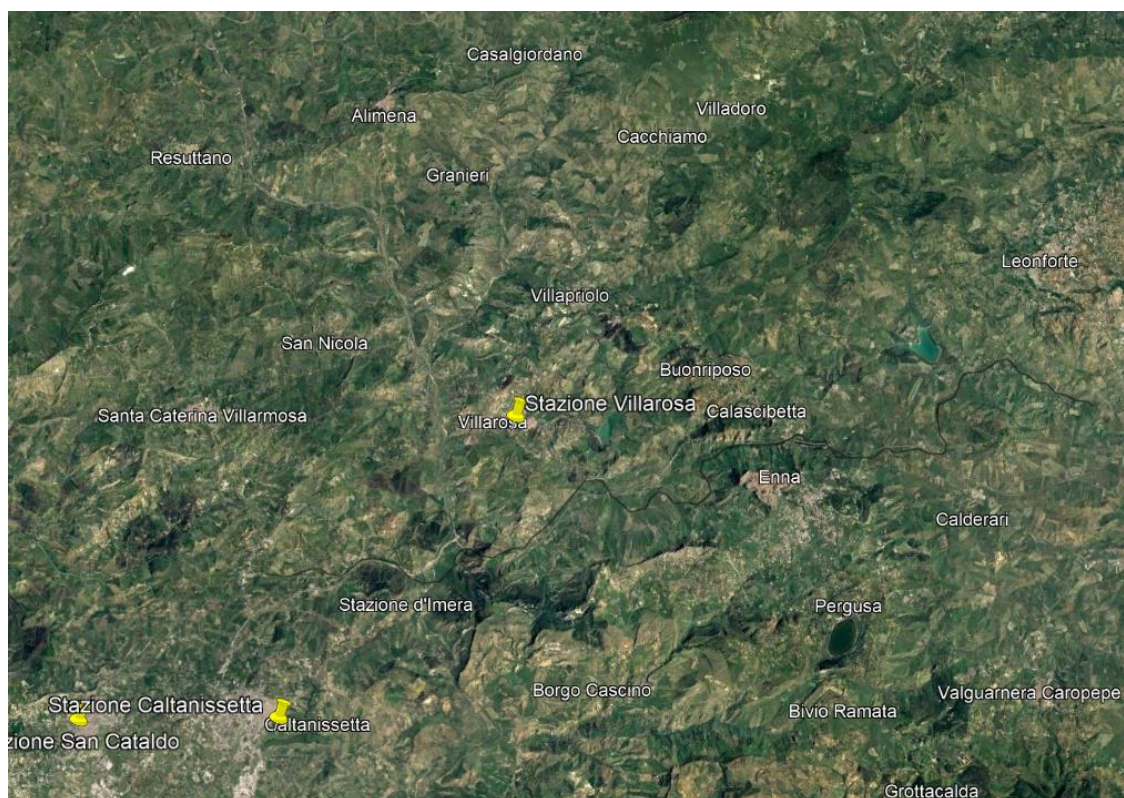 Casalgiordano
Villadoro
Alimena
Cacchiamo
Resuttano
Granieri
Leonforte
Villapriolo
San Nicola
Buonriposo
Stazione Villarosa
Santa Caterina Villarmosa
Villarosa
Calascibetta
Enna
Calderari
Stazione d'Imera
Pergusa
Borgo Cascino
Valguarnera Caropepe
Stazione Caltanissetta
Bivio Ramata
Caltanissetta
zione San Cataldo
Grottacalda